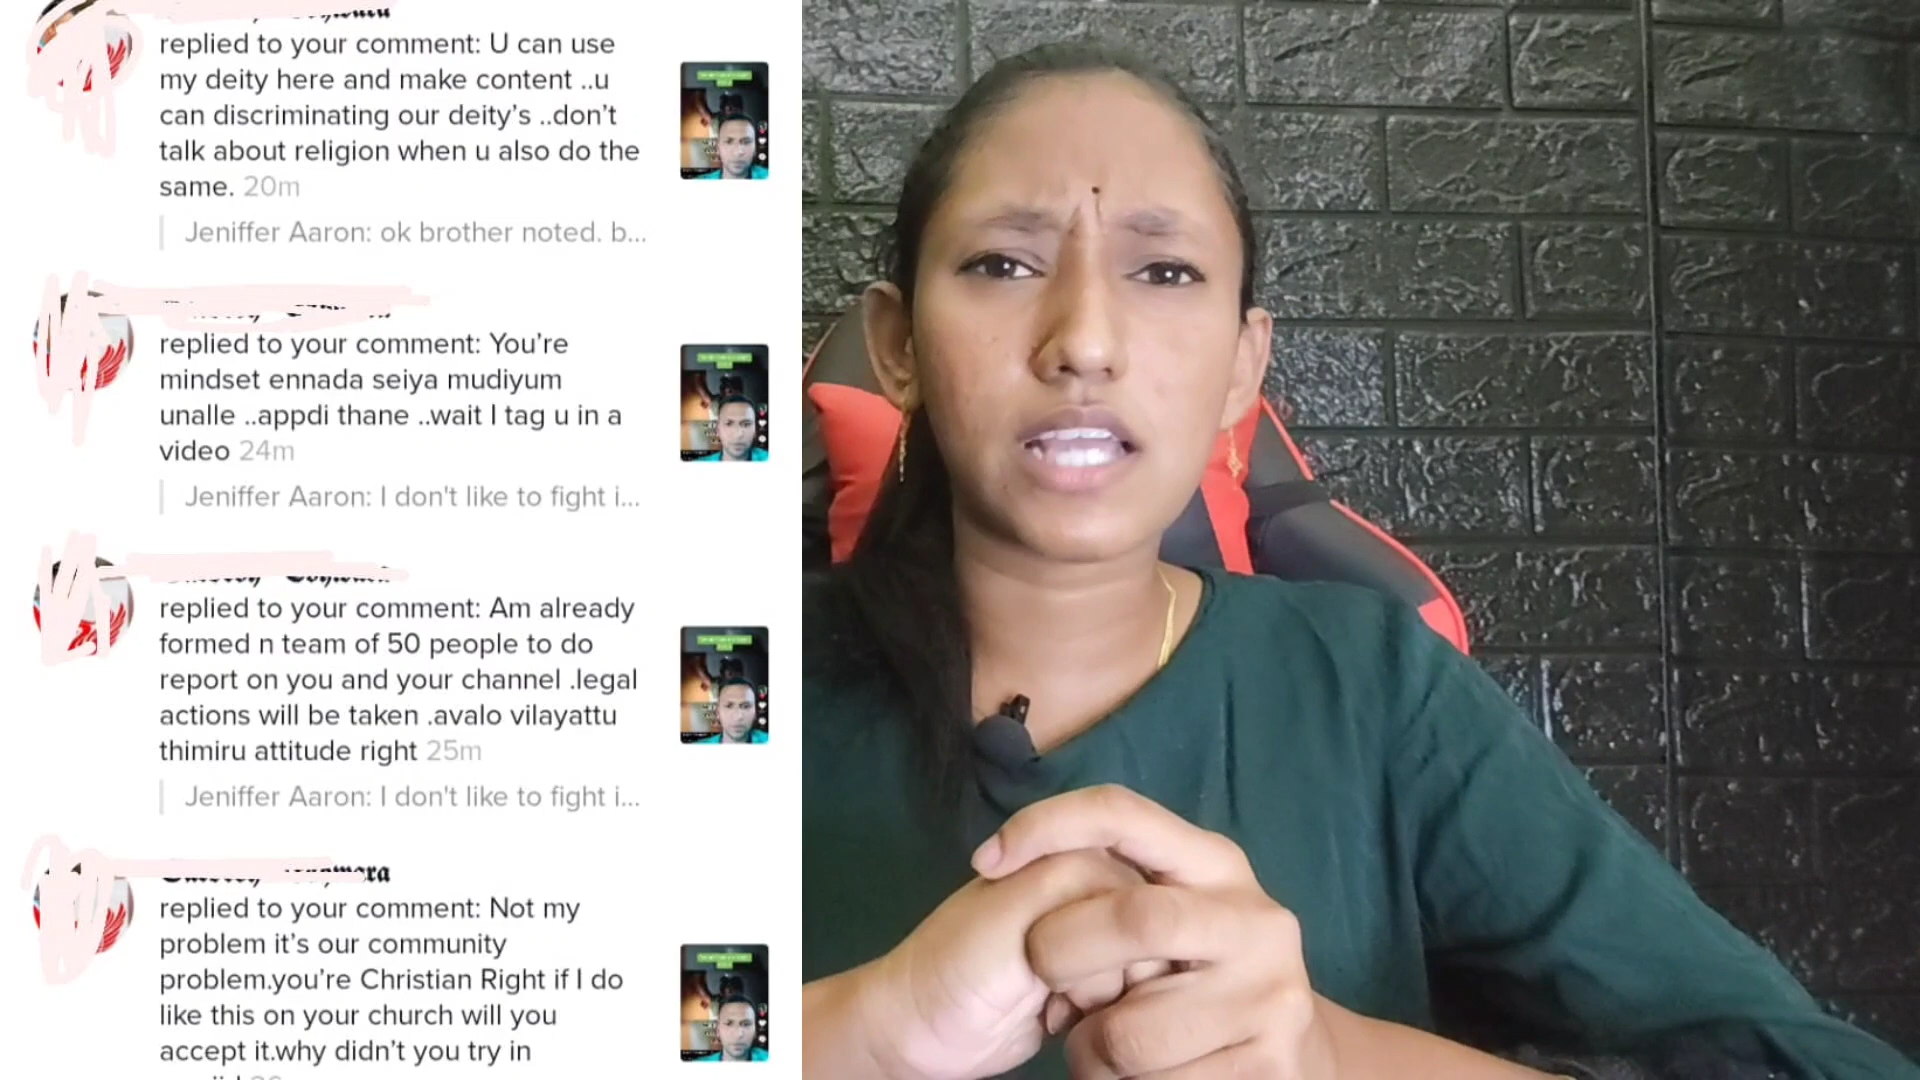 replied to your comment: U can use
my deity here and make content ..u
can discriminating our deity's ..don't
talk about religion when u also do the
same. 20m
Jeniffer Aaron: ok brother noted. b...
replied to your comment: You're
mindset ennada seiya mudiyum
unalle ..appdi thane ..wait I tag u in a
video 24m
Jeniffer Aaron: I don't like to fight i...
replied to your comment: Am already
formed n team of 50 people to do
report on you and your channel .legal
actions will be taken .avalo vilayattu
thimiru attitude right 25m
Jeniffer Aaron: I don't like to fight i...
replied to your comment: Not my
problem it's our community
problem.you're Christian Right if I do
like this on your church will you
accept it.why didn't you try in